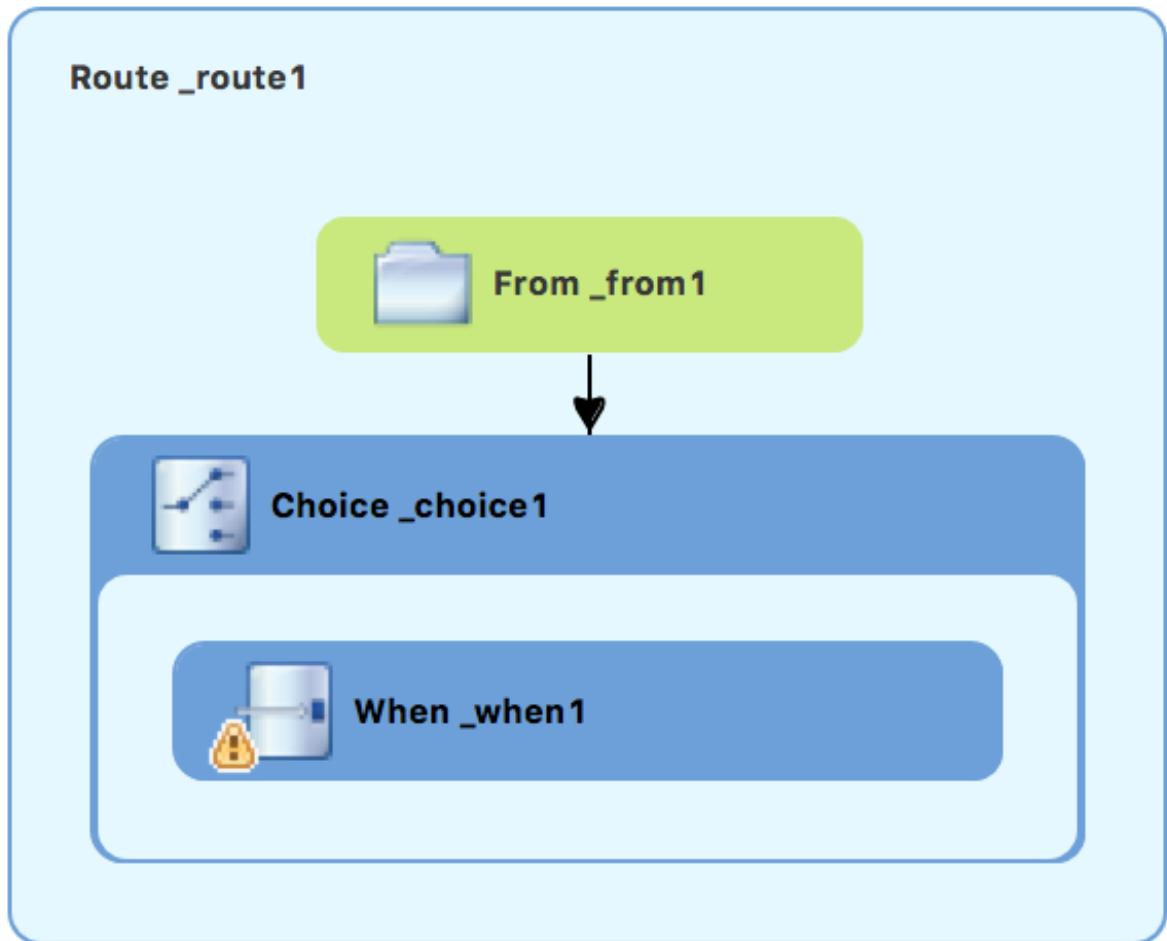 Route _route1
From _from1
Choice _choice1
When _when1